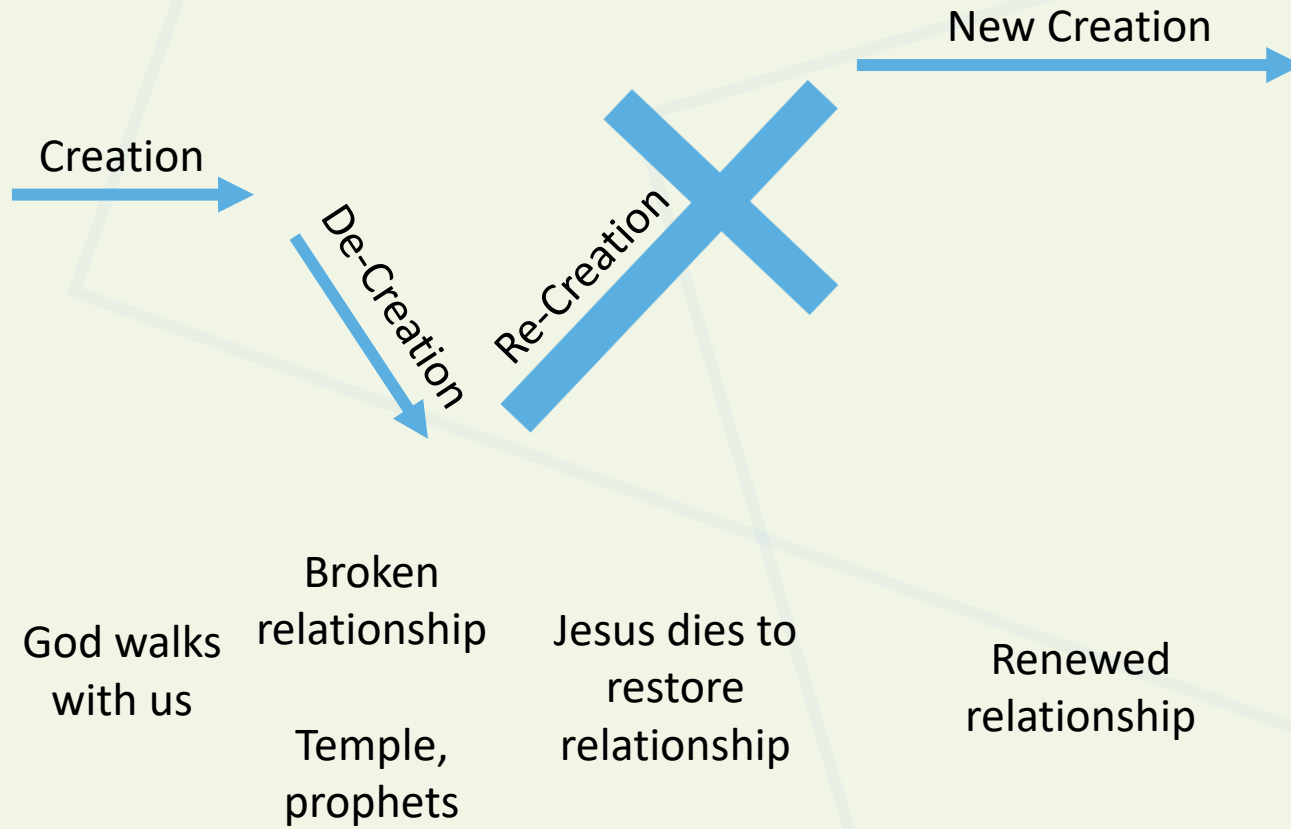 New Creation
Creation
De-Creation
Re-Creation
God walks
with us
Broken
relationship
Temple,
prophets
Jesus dies to
restore
relationship
Renewed
relationship